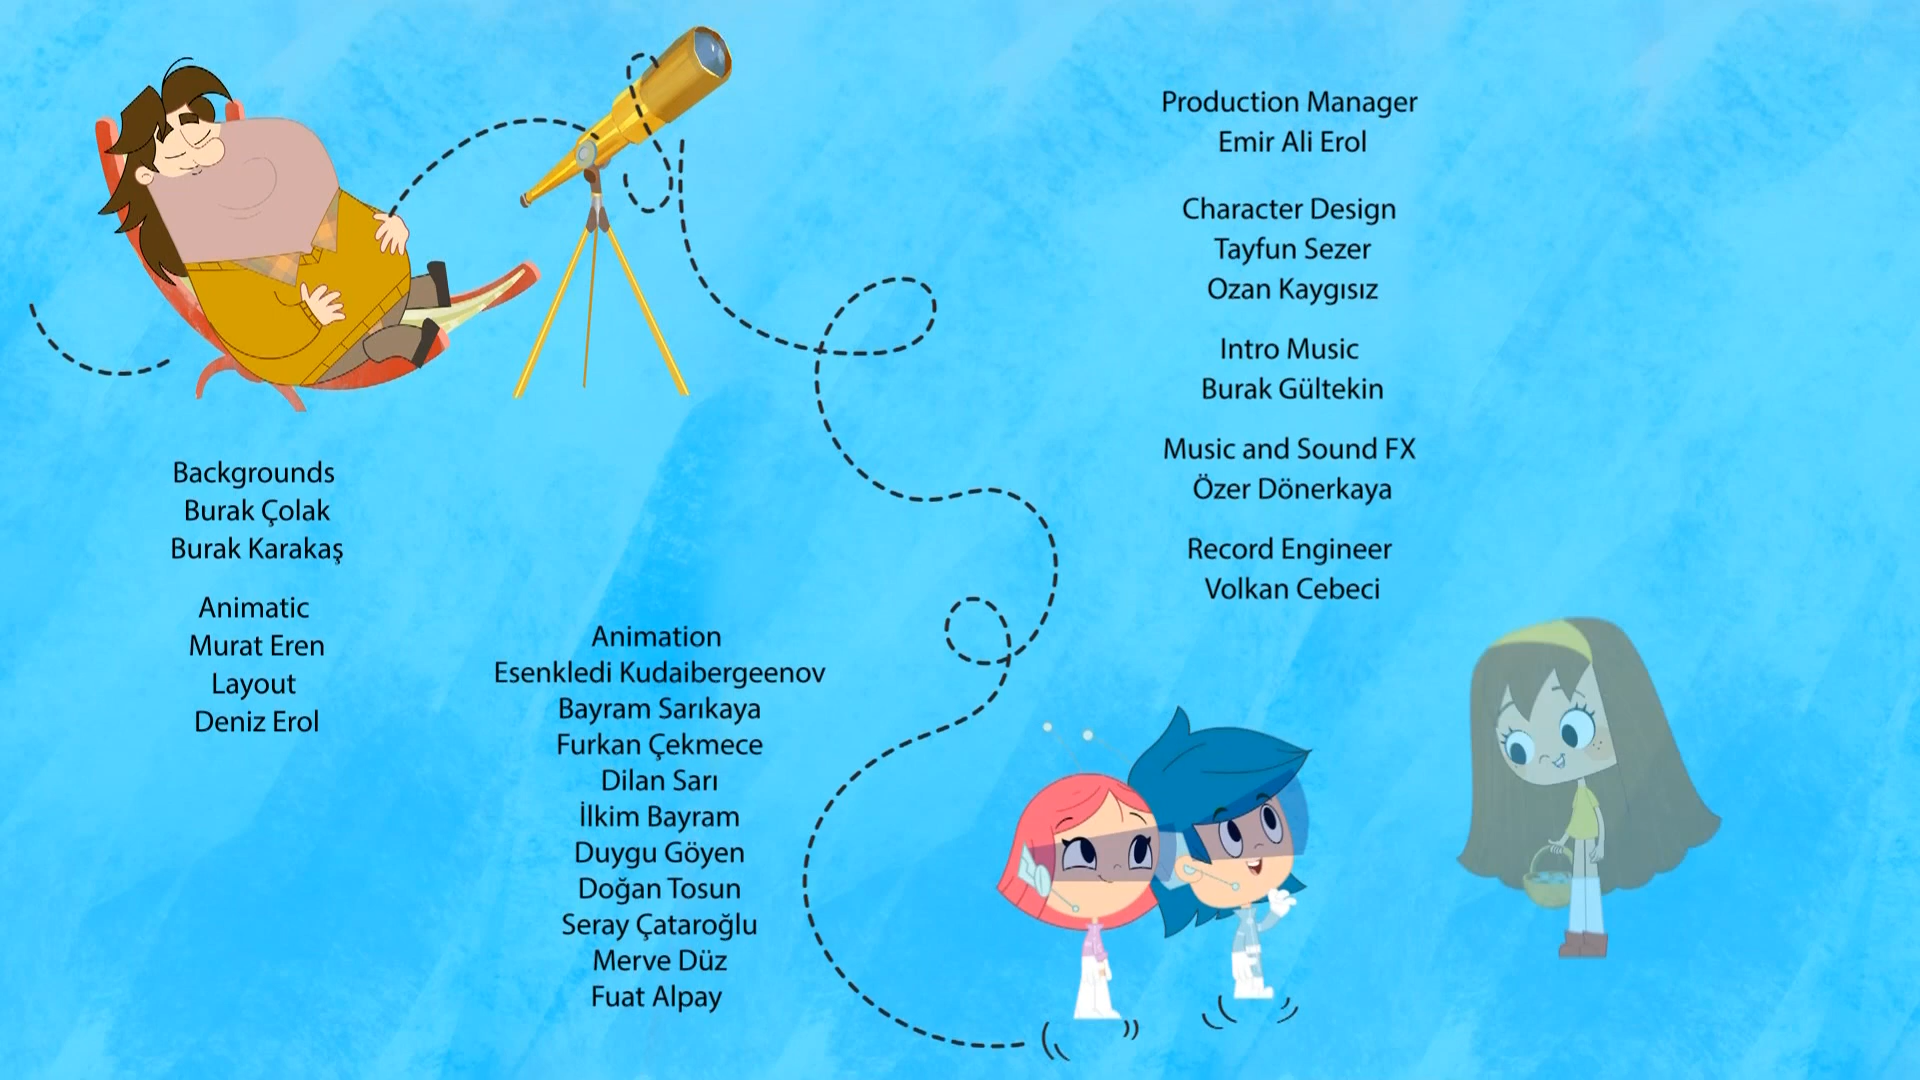 Backgrounds
Burak Çolak
Burak Karakaş
Animatic
Murat Eren
Layout
Deniz Erol
Animation
Esenkledi Kudaibergeenov
Bayram Sarıkaya
Furkan Çekmece
Dilan Sarı
İlkim Bayram
Duygu Göyen
Doğan Tosun
Seray Çataroğlu
Merve Düz
Fuat Alpay
Production Manager
Emir Ali Erol
Character Design
Tayfun Sezer
Ozan Kaygısız
Intro Music
Burak Gültekin
Music and Sound FX
Özer Dönerkaya
Record Engineer
Volkan Cebeci